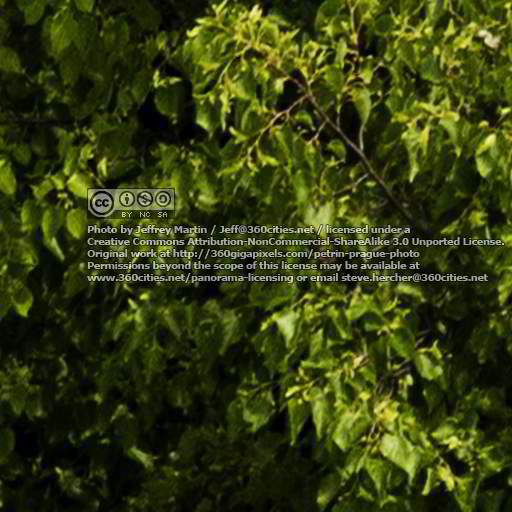 cc BY NC SA
Photo by Jeffrey Martin / Jeff@360cities.net / licensed under a
Creative Commons Attribution-NonCommercial-ShareAlike 3.0 Unported License.
Original work at http://360gigapixels.com/petrin-prague-photo
Permissions beyond the scope of this license may be available at
www.360cities.net/panorama-licensing or email steve.hercher@360cities.net